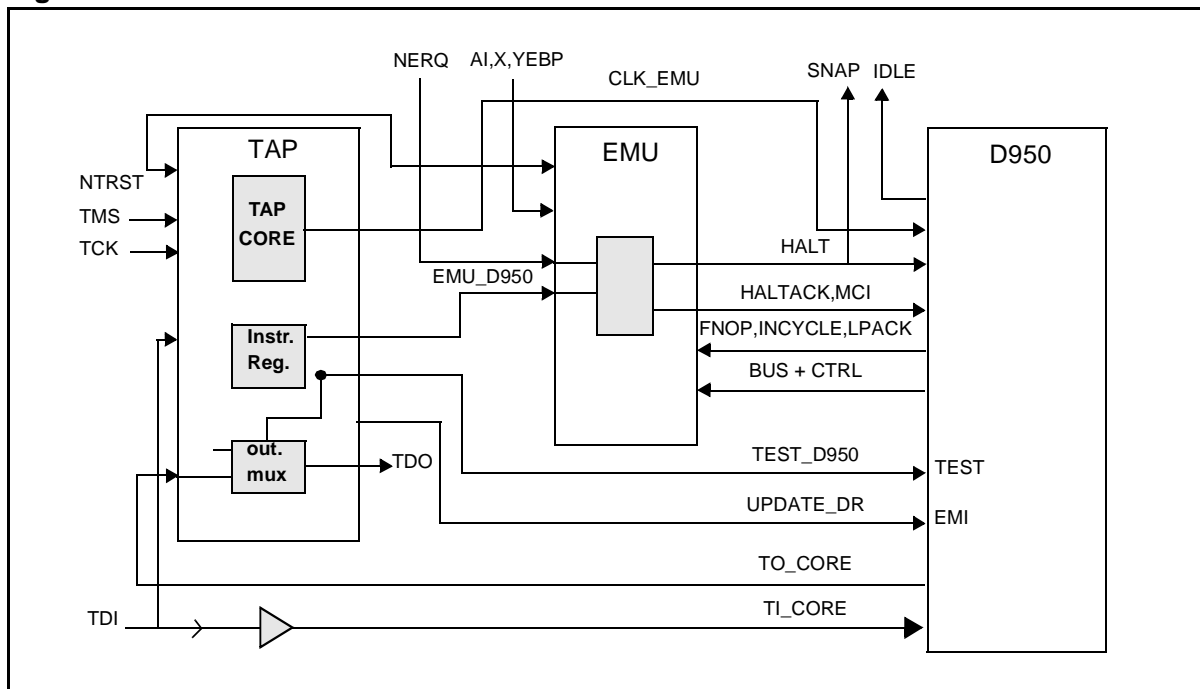 NERQ
AI,X,YEBP
SNAP
IDLE
CLK_EMU
TAP
EMU
D950
NTRST
TMS
TCK
TAP
CORE
HALT
EMU_D950
HALTACK,MCI
FNOP,INCYCLE,LPACK
Instr.
Reg.
BUS + CTRL
out.
mux
TDO
TEST_D950
TEST
UPDATE_DR
EMI
TO_CORE
TDI
TI_CORE